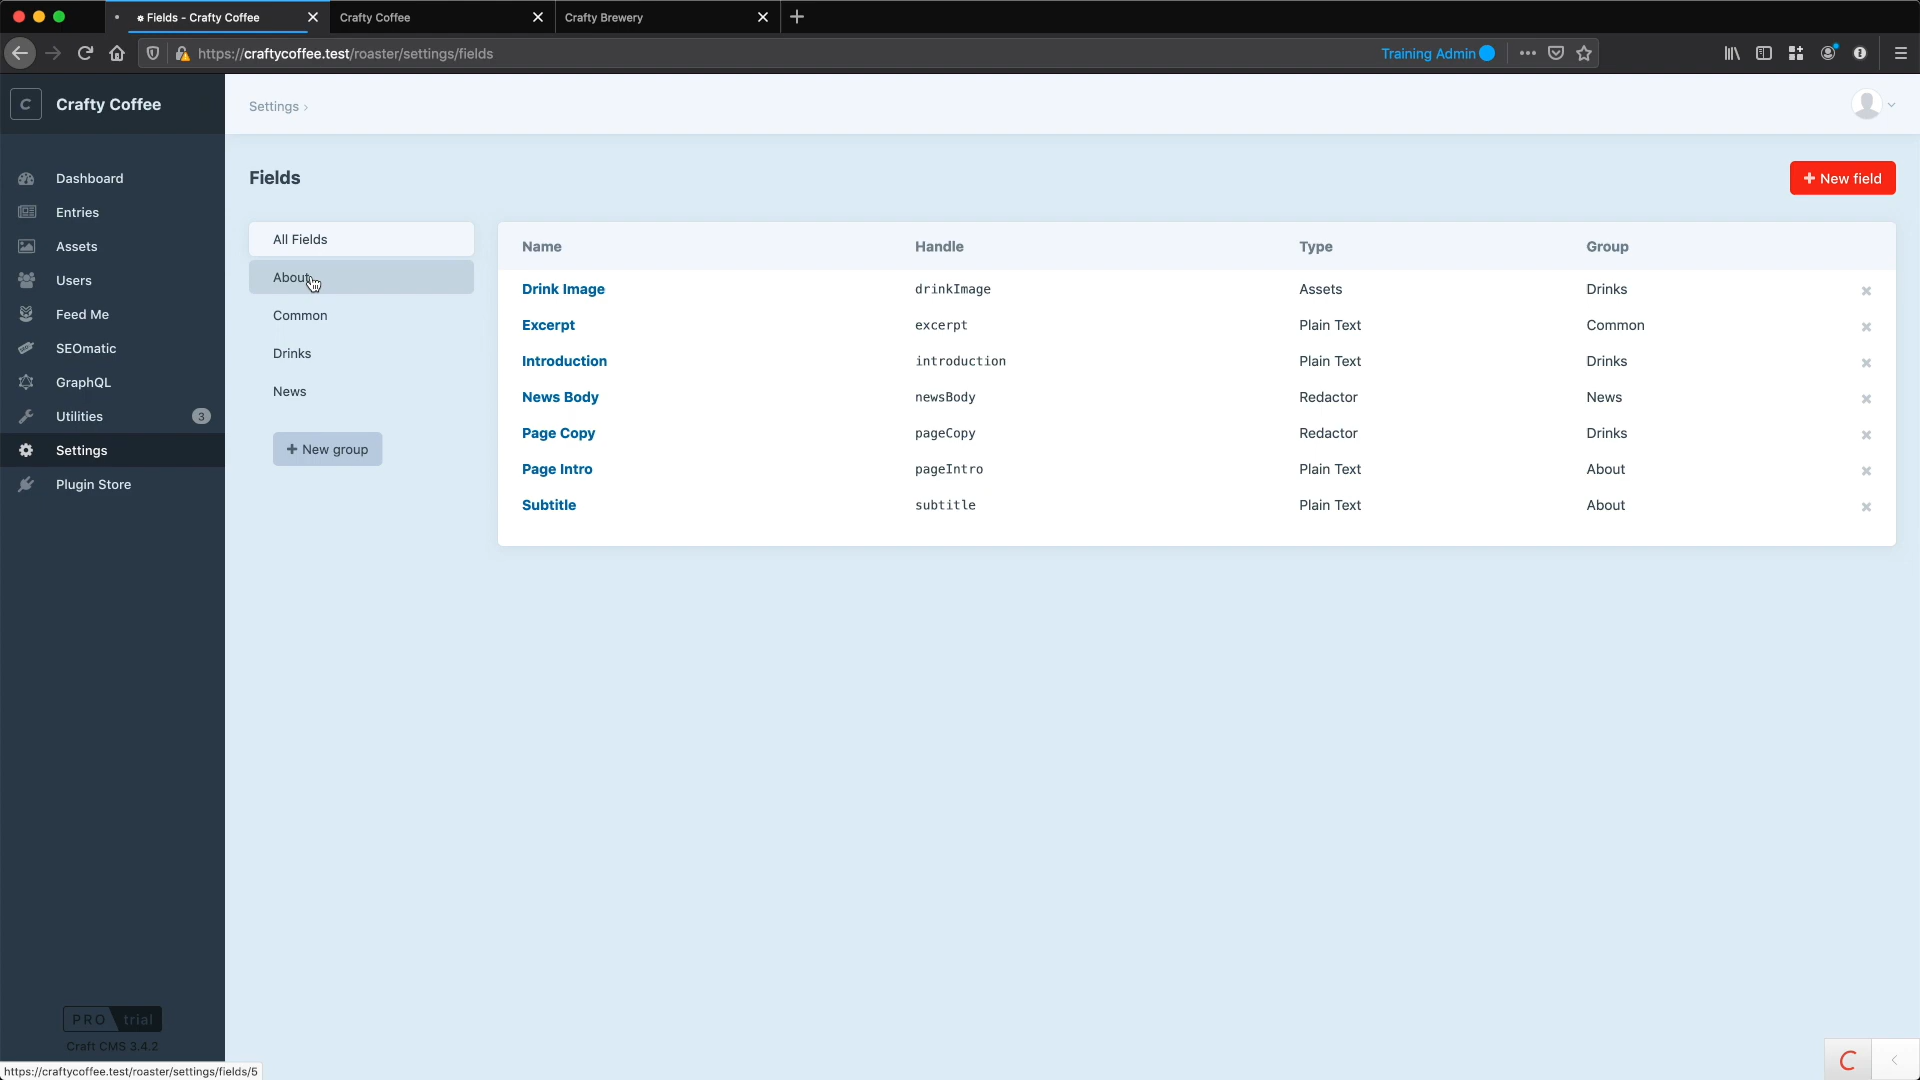 Fields - Crafty Coffee
Crafty Coffee
Crafty Brewery
https://craftycoffee.test/roaster/settings/fields
Training Admin
C
Crafty Coffee
Settings
Dashboard
Entries
Assets
Users
Feed Me
SEOmatic
GraphQL
Utilities
3
Settings
Plugin Store
Fields
+ New field
All Fields
About
Common
Drinks
News
+ New group
Name Handle Type Group
Drink Image drinkImage Assets Drinks
Excerpt excerpt Plain Text Common
Introduction introduction Plain Text Drinks
News Body newsBody Redactor News
Page Copy pageCopy Redactor Drinks
Page Intro pageIntro Plain Text About
Subtitle subtitle Plain Text About
PRO trial
Craft CMS 3.4.2
https://craftycoffee.test/roaster/settings/fields/5